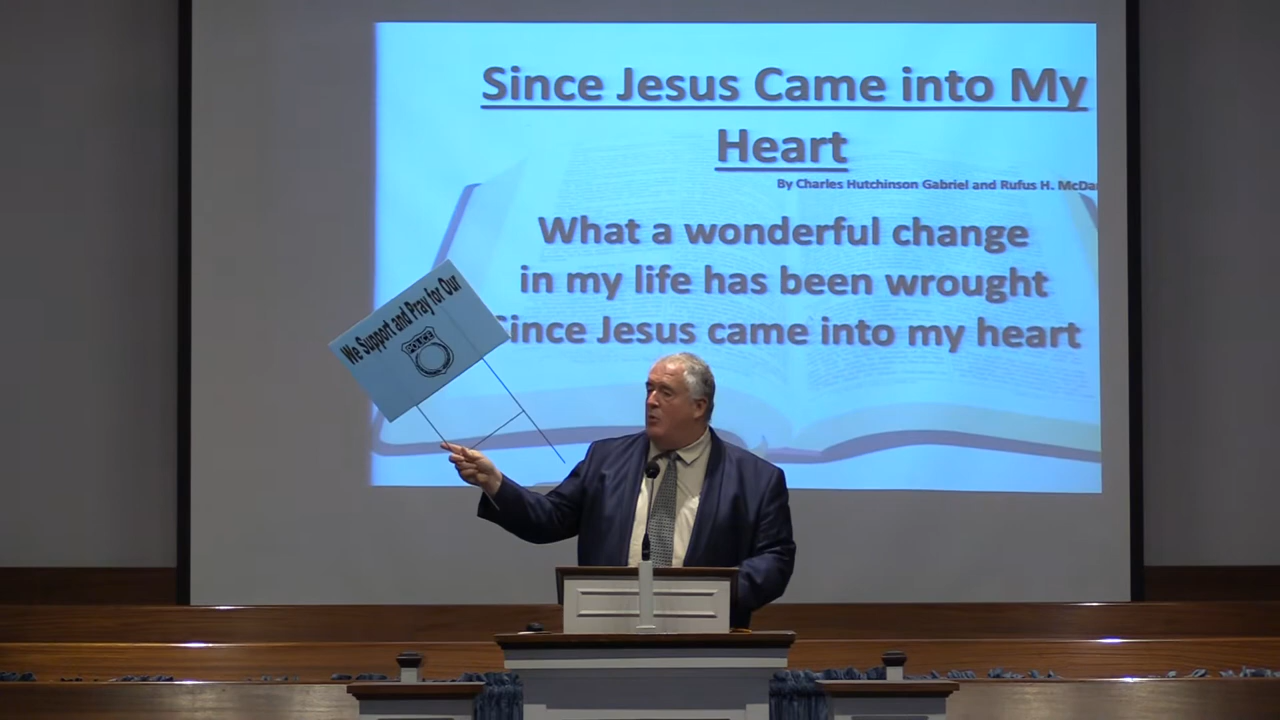 Since Jesus Came into My
Heart
By Charles Hutchinson Gabriel and Rufus H.
What a wonderful change
in my life has been wrought
Since Jesus came into my heart
We Support and Pray for Our
POLICE